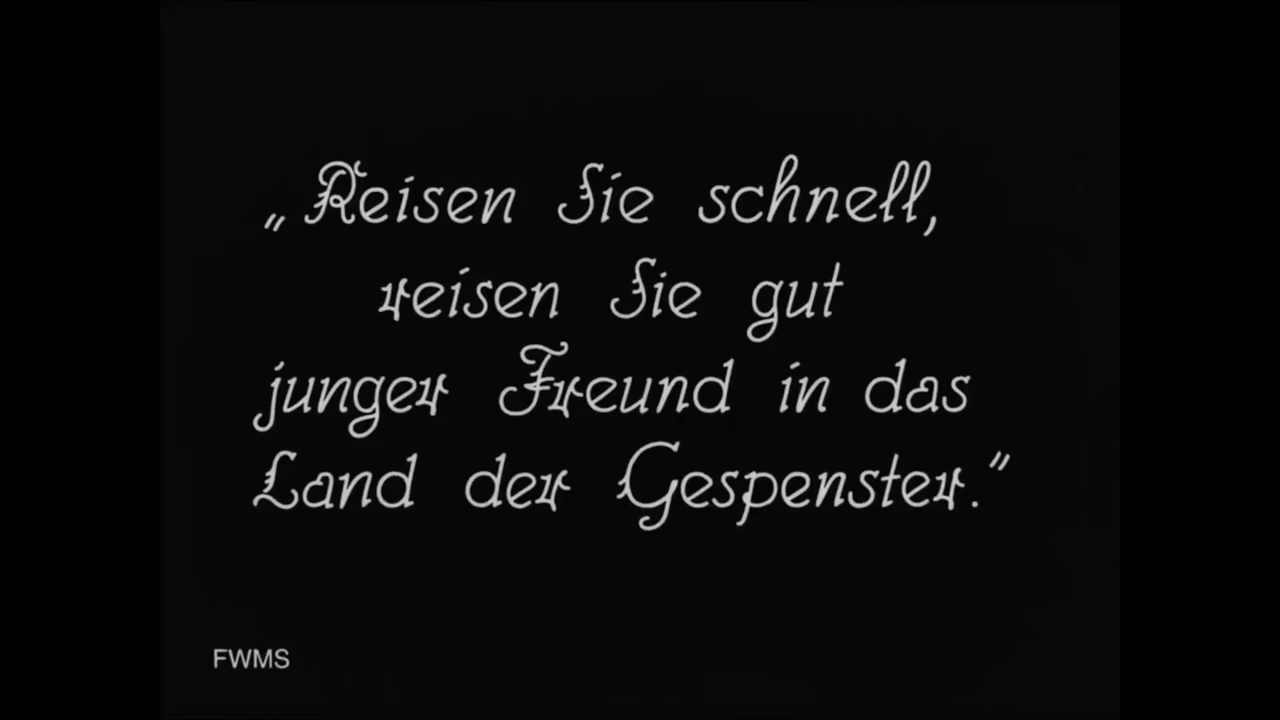 „Reisen Sie schnell,
reisen Sie gut
junger Freund in das
Land der Gespenster.“
FWMS